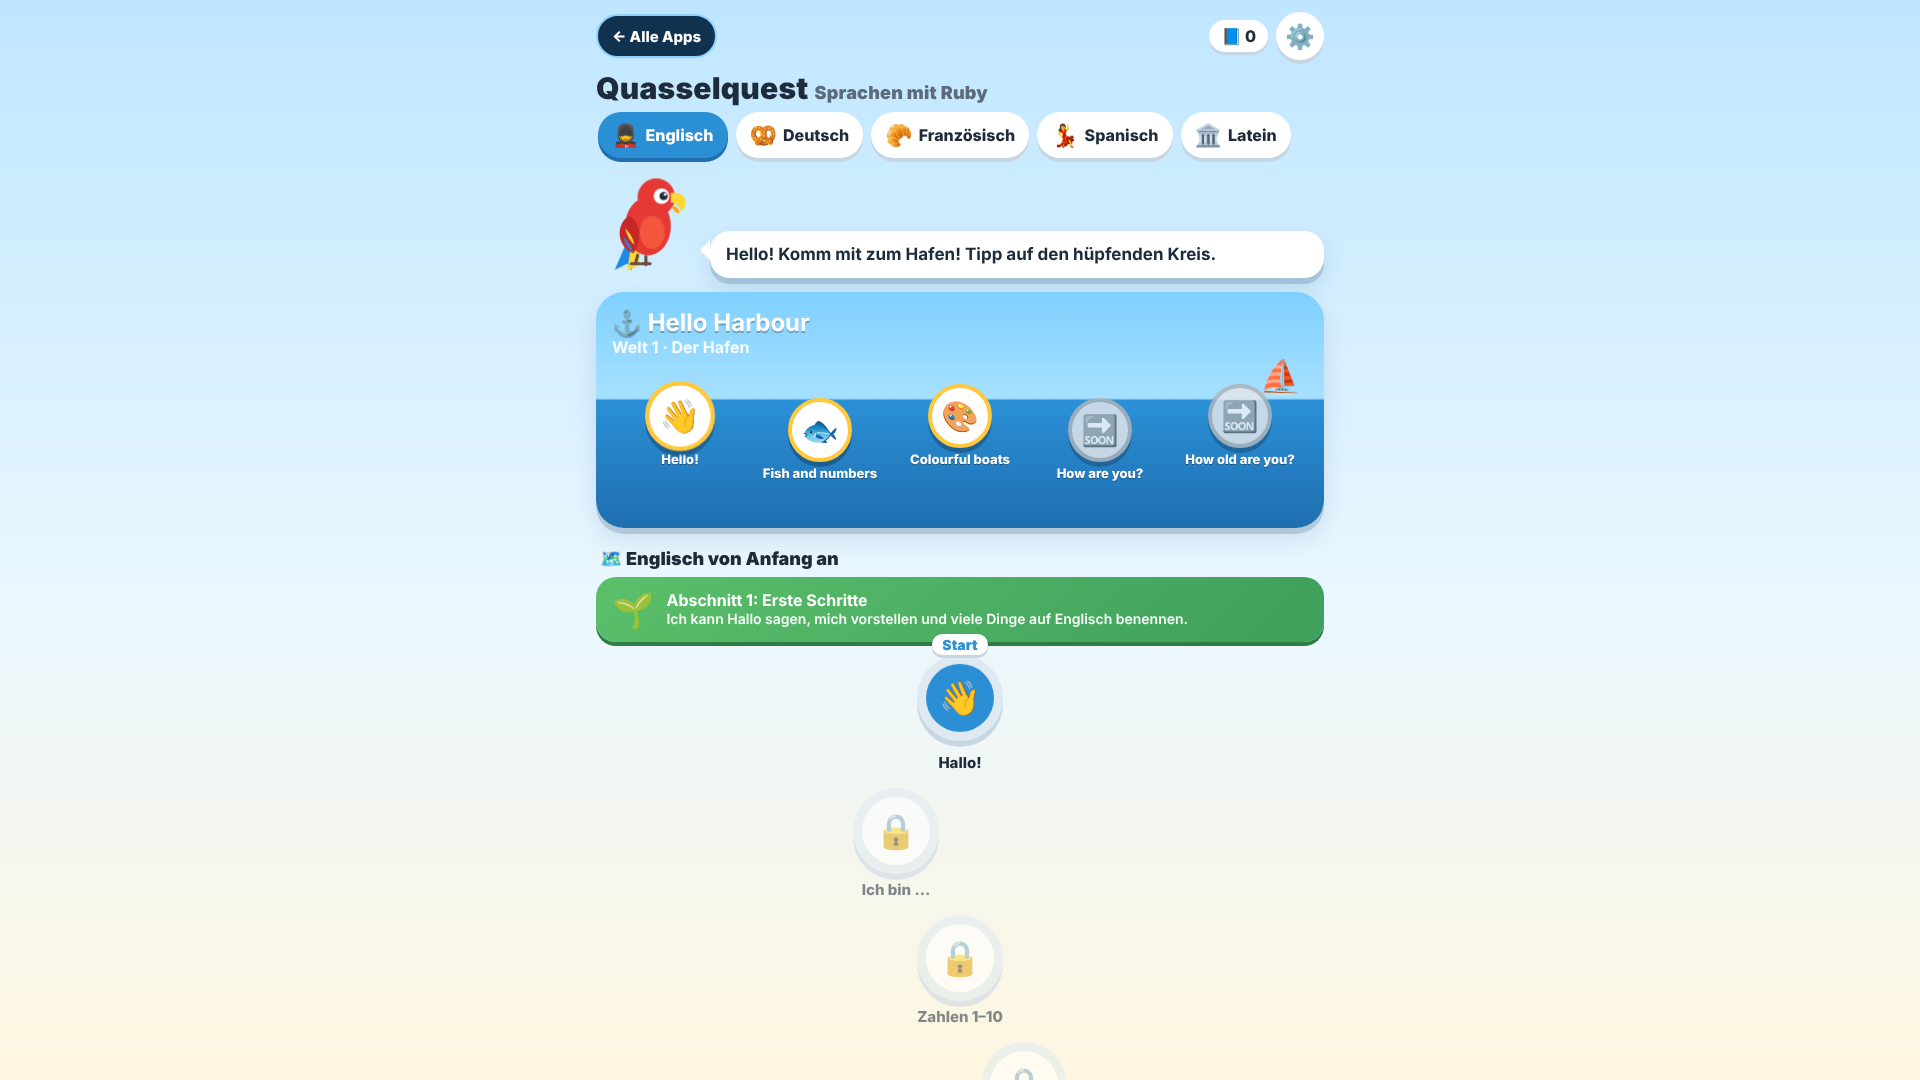 ← Alle Apps
0
Quasselquest Sprachen mit Ruby
Englisch
Deutsch
Französisch
Spanisch
Latein
Hello! Komm mit zum Hafen! Tipp auf den hüpfenden Kreis.
Hello Harbour
Welt 1 · Der Hafen
SOON
SOON
Hello!
Fish and numbers
Colourful boats
How are you?
How old are you?
Englisch von Anfang an
Abschnitt 1: Erste Schritte
Ich kann Hallo sagen, mich vorstellen und viele Dinge auf Englisch benennen.
Start
Hallo!
Ich bin ...
Zahlen 1–10